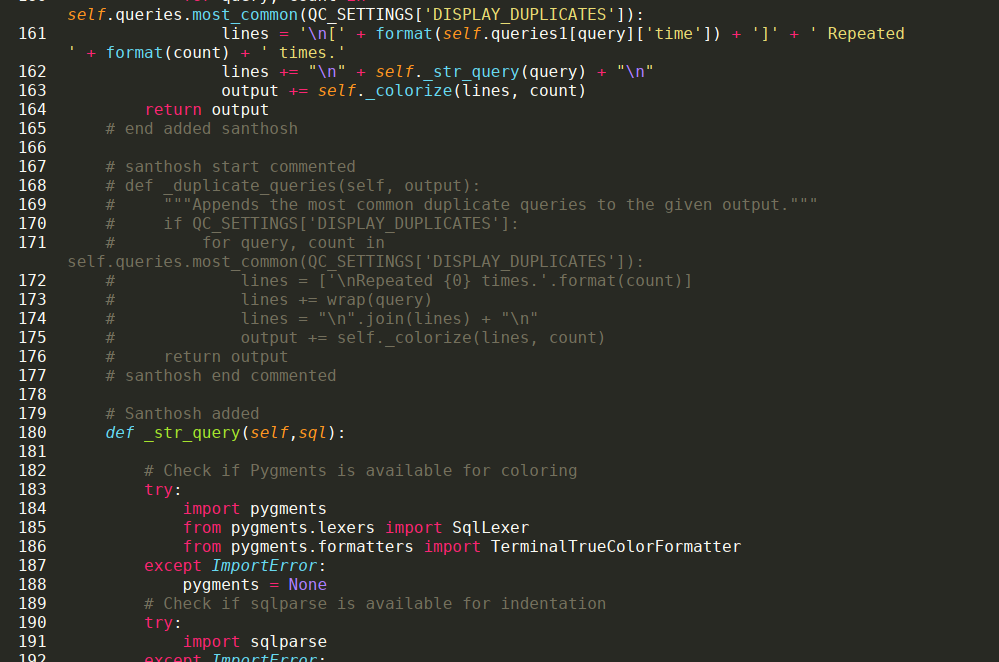 self.queries.most_common(QC_SETTINGS['DISPLAY_DUPLICATES']):
161                 lines = '\n[' + format(self.queries1[query]['time']) + ']' + ' Repeated
' + format(count) + ' times.'
162                 lines += "\n" + self._str_query(query) + "\n"
163                 output += self._colorize(lines, count)
164         return output
165     # end added santhosh
166
167     # santhosh start commented
168     # def _duplicate_queries(self, output):
169     #     """Appends the most common duplicate queries to the given output."""
170     #     if QC_SETTINGS['DISPLAY_DUPLICATES']:
171     #         for query, count in
self.queries.most_common(QC_SETTINGS['DISPLAY_DUPLICATES']):
172     #             lines = ['\nRepeated {0} times.'.format(count)]
173     #             lines += wrap(query)
174     #             lines = "\n".join(lines) + "\n"
175     #             output += self._colorize(lines, count)
176     #     return output
177     # santhosh end commented
178
179     # Santhosh added
180     def _str_query(self,sql):
181
182         # Check if Pygments is available for coloring
183         try:
184             import pygments
185             from pygments.lexers import SqlLexer
186             from pygments.formatters import TerminalTrueColorFormatter
187         except ImportError:
188             pygments = None
189         # Check if sqlparse is available for indentation
190         try:
191             import sqlparse
192         except ImportError: